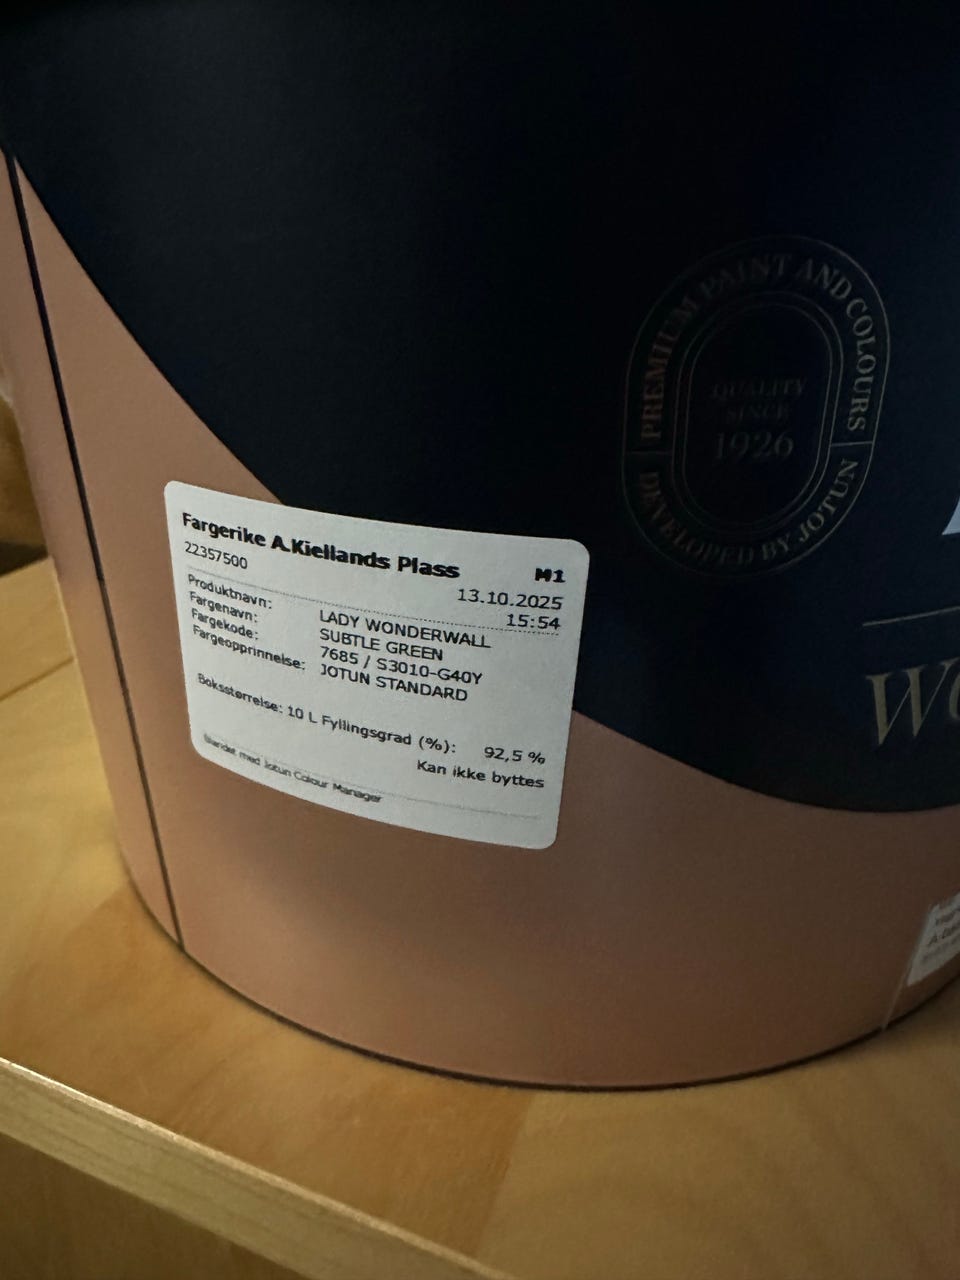 PREMIUM PAINT AND COLOURS
DEVELOPED BY JOTUN
QUALITY
SINCE
1926
Fargerike A.Kiellands Plass
M1
22357500
13.10.2025
15:54
Produktnavn: LADY WONDERWALL
Fargenavn: SUBTLE GREEN
Fargekode: 7685 / S3010-G40Y
Fargeopprinnelse: JOTUN STANDARD
Boksstørrelse: 10 L Fyllingsgrad (%): 92,5 %
Kan ikke byttes
Blandet med Jotun Colour Manager